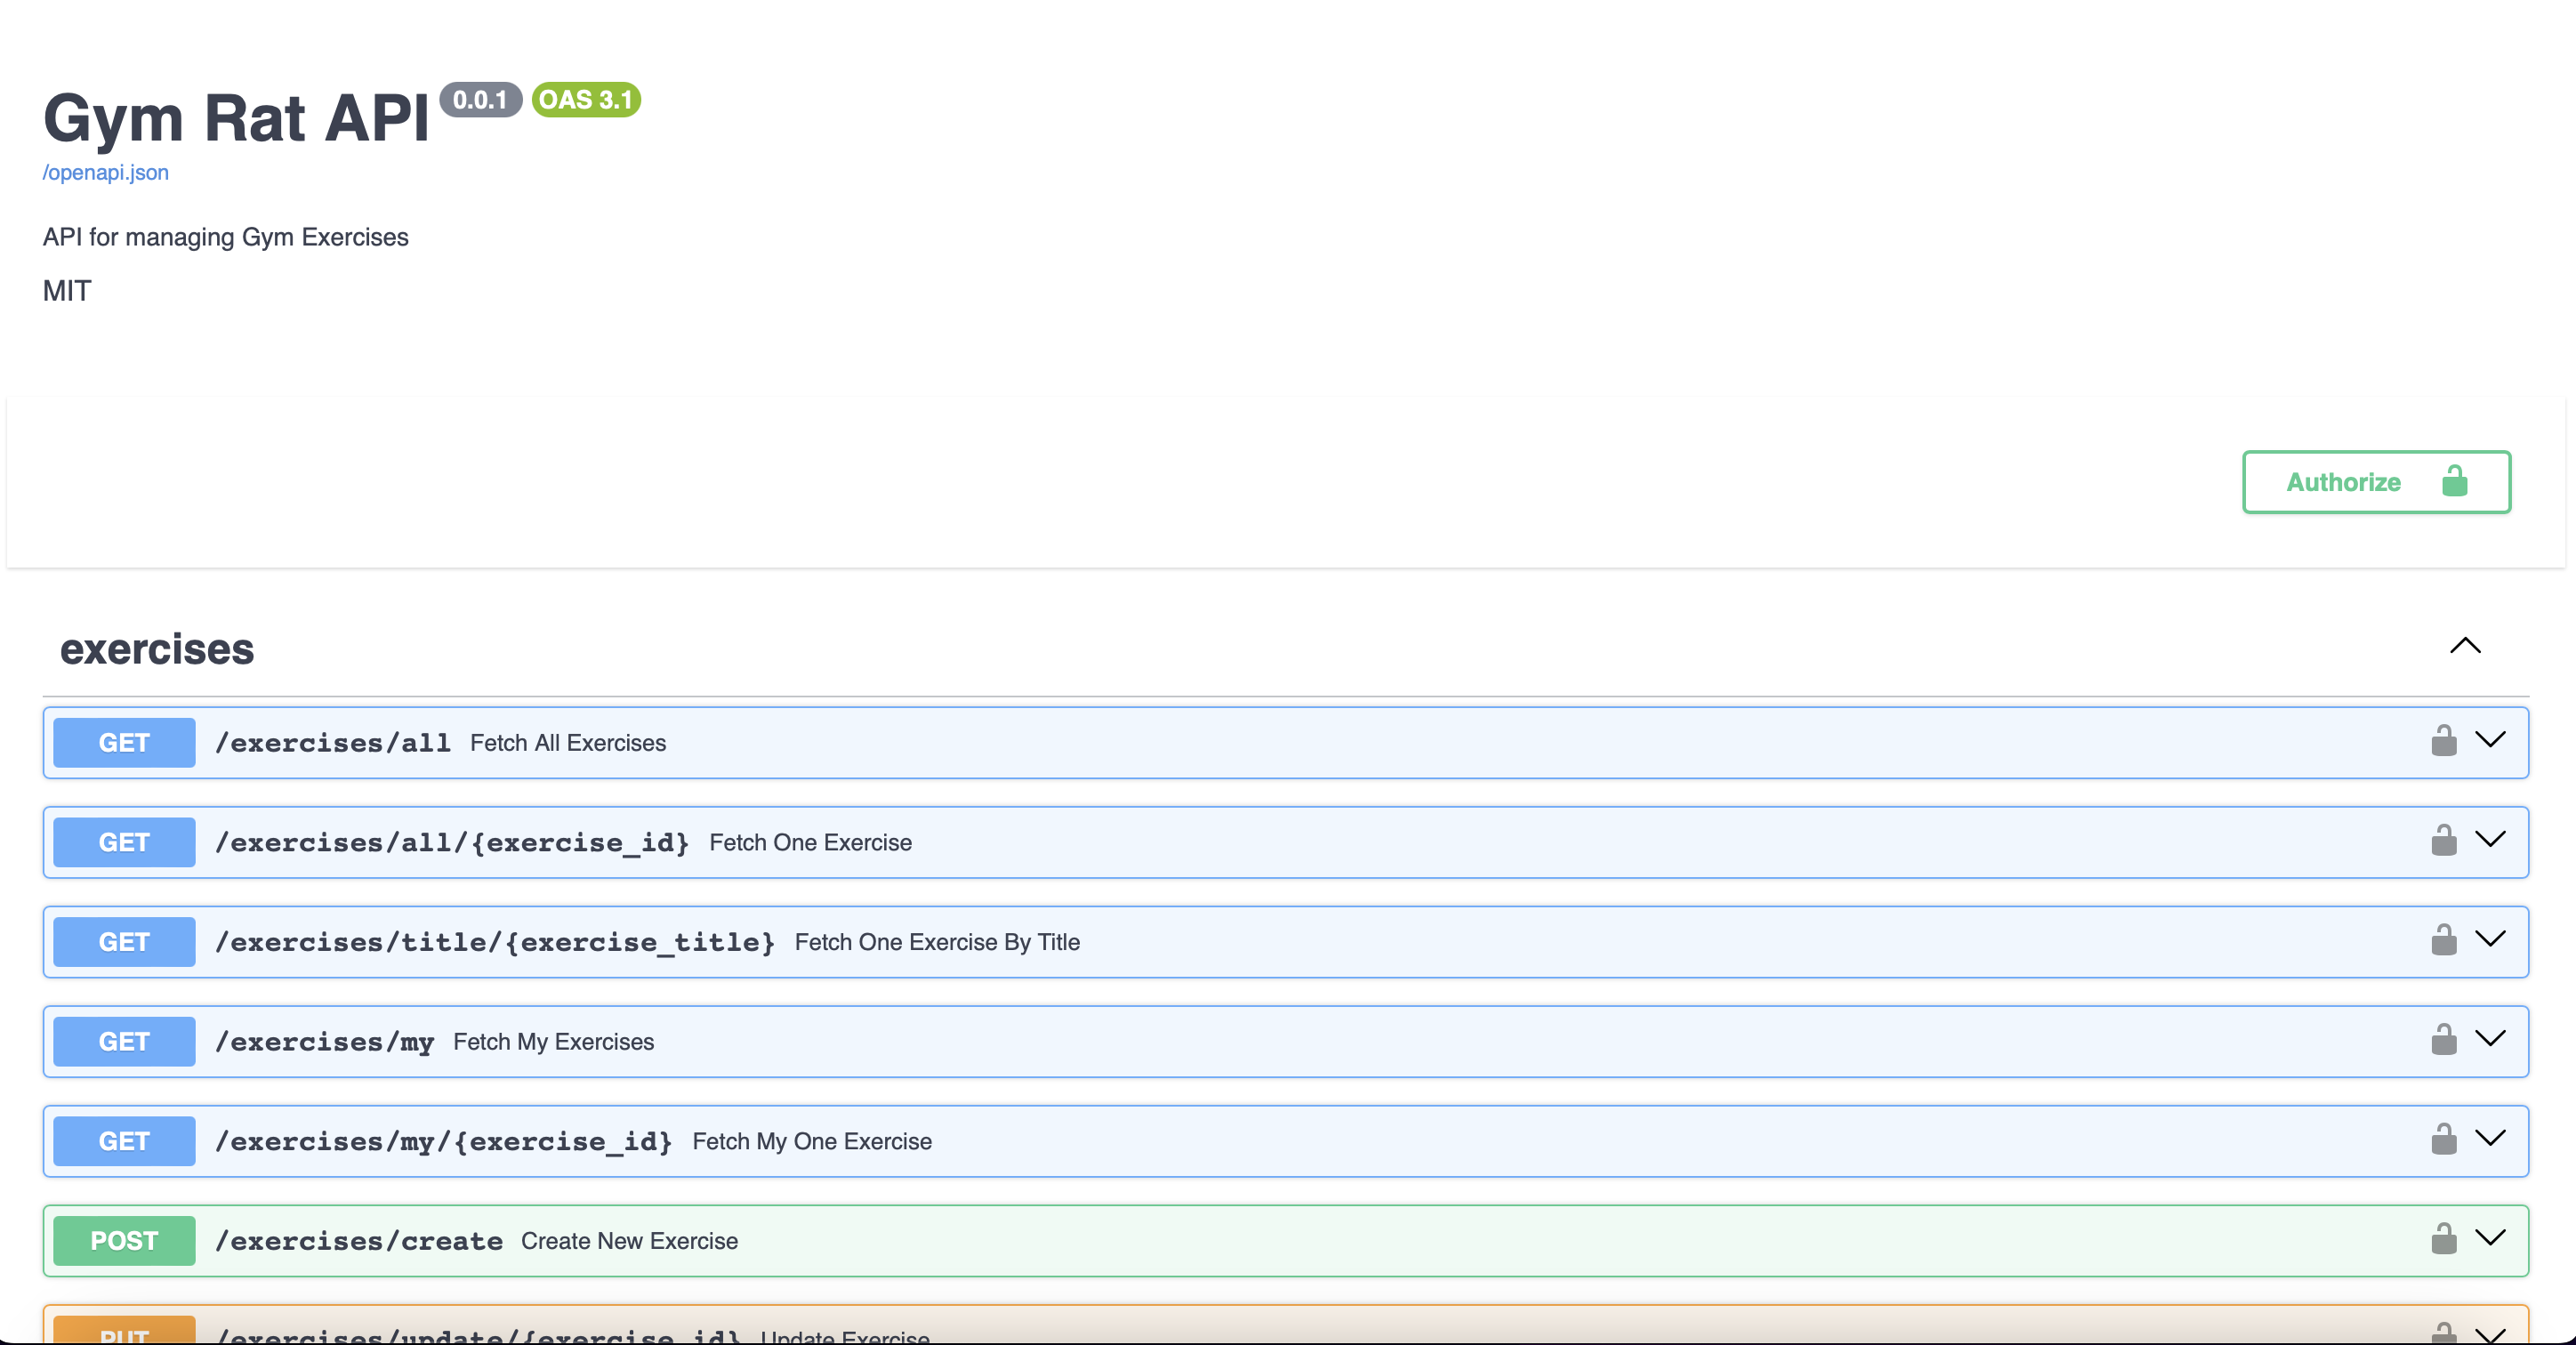 Gym Rat API 0.0.1 OAS 3.1
/openapi.json
API for managing Gym Exercises
MIT
Authorize
exercises
GET /exercises/all Fetch All Exercises
GET /exercises/all/{exercise_id} Fetch One Exercise
GET /exercises/title/{exercise_title} Fetch One Exercise By Title
GET /exercises/my Fetch My Exercises
GET /exercises/my/{exercise_id} Fetch My One Exercise
POST /exercises/create Create New Exercise
PUT /exercises/update/{exercise_id} Update Exercise